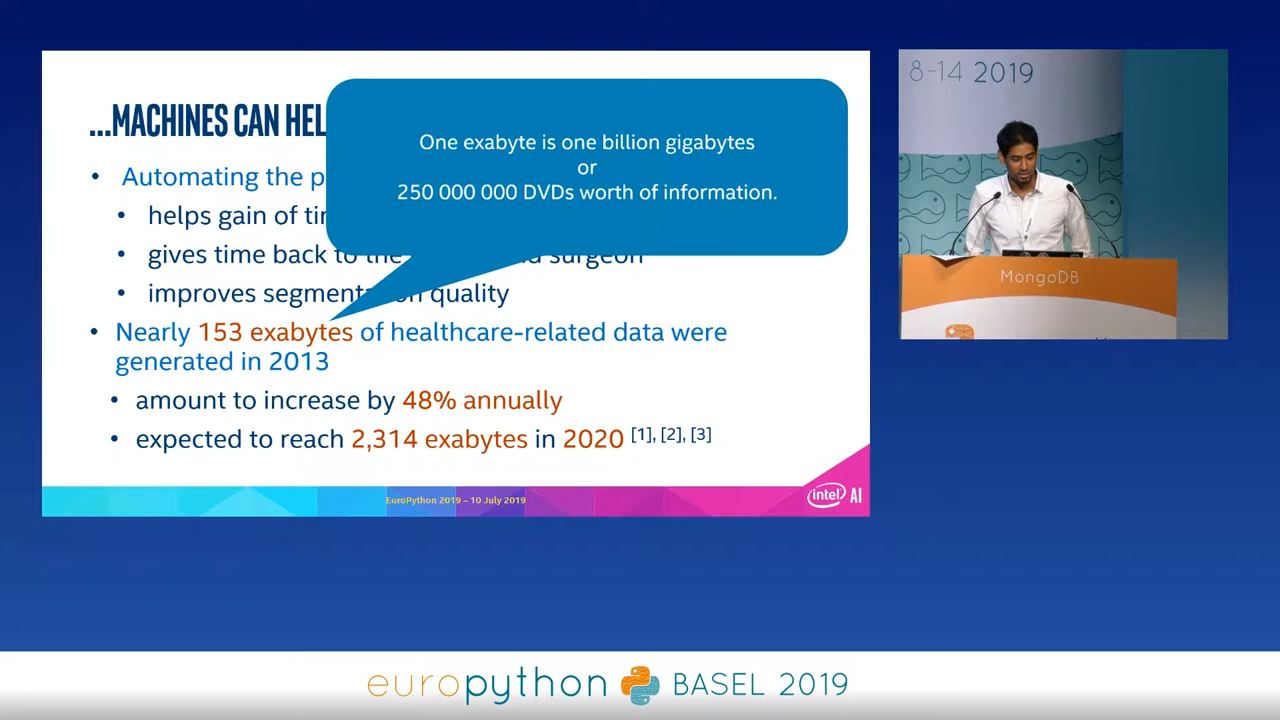 ...MACHINES CAN HEL
One exabyte is one billion gigabytes
or
250 000 000 DVDs worth of information.
• Automating the p
• helps gain of ti
• gives time back to the
surgeon
• improves segmentat n quality
• Nearly 153 exabytes of healthcare-related data were
generated in 2013
• amount to increase by 48% annually
• expected to reach 2,314 exabytes in 2020 [1], [2], [3]
EuroPython 2019 – 10 July 2019
intel AI
8-14 2019
MongoDB
europython BASEL 2019